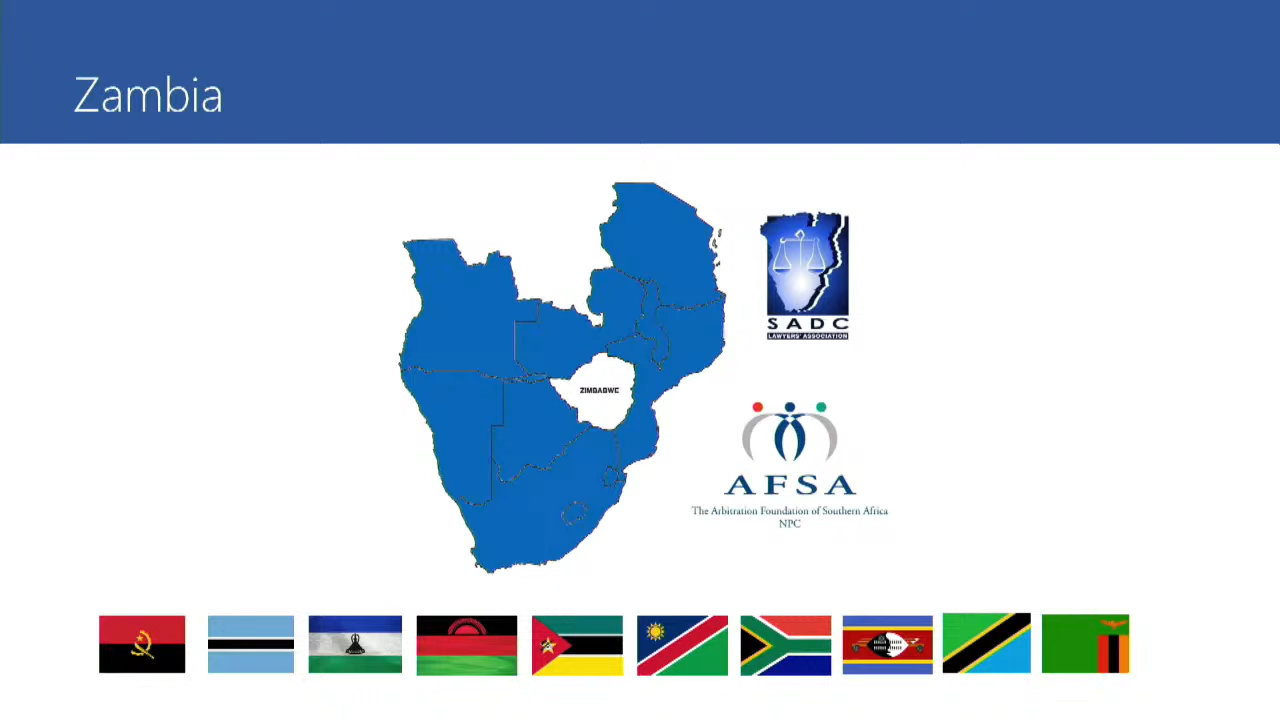 Zambia
ZIMBABWE
SADC
LAWYERS' ASSOCIATION
AFSA
The Arbitration Foundation of Southern Africa
NPC